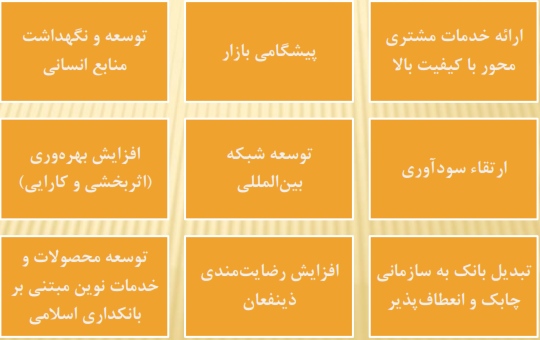 ارائه خدمات مشتری
محور با کیفیت بالا
پیشگامی بازار
توسعه و نگهداشت
منابع انسانی
ارتقاء سودآوری
توسعه شبکه
بین‌المللی
افزایش بهره‌وری
(اثربخشی و کارایی)
تبدیل بانک به سازمانی
چابک و انعطاف‌پذیر
افزایش رضایت‌مندی
ذینفعان
توسعه محصولات و
خدمات نوین مبتنی بر
بانکداری اسلامی